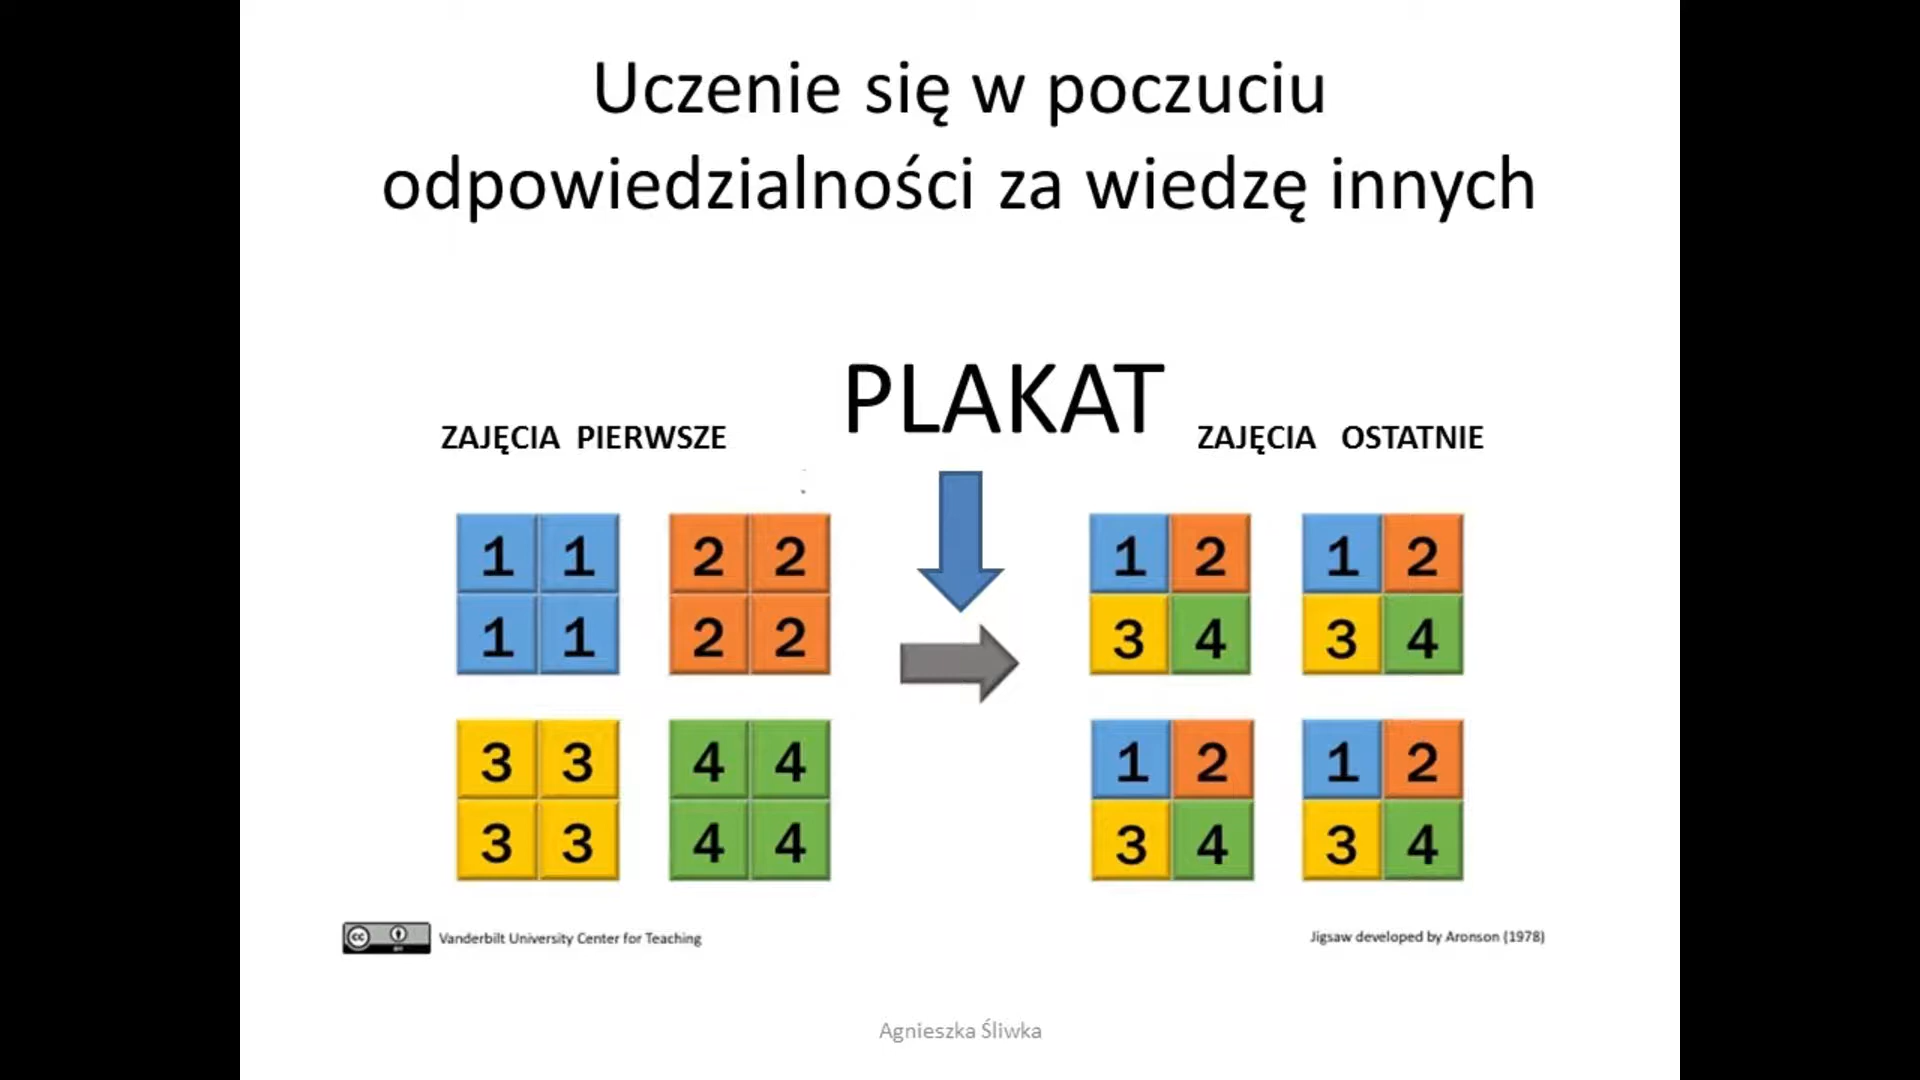 Uczenie się w poczuciu
odpowiedzialności za wiedzę innych
PLAKAT
ZAJĘCIA PIERWSZE
ZAJĘCIA OSTATNIE
1 1 2 2 1 2 1 2
1 1 2 2 3 4 3 4
3 3 4 4 1 2 1 2
3 3 4 4 3 4 3 4
cc Vanderbilt University Center for Teaching
Jigsaw developed by Aronson (1978)
Agnieszka Śliwka